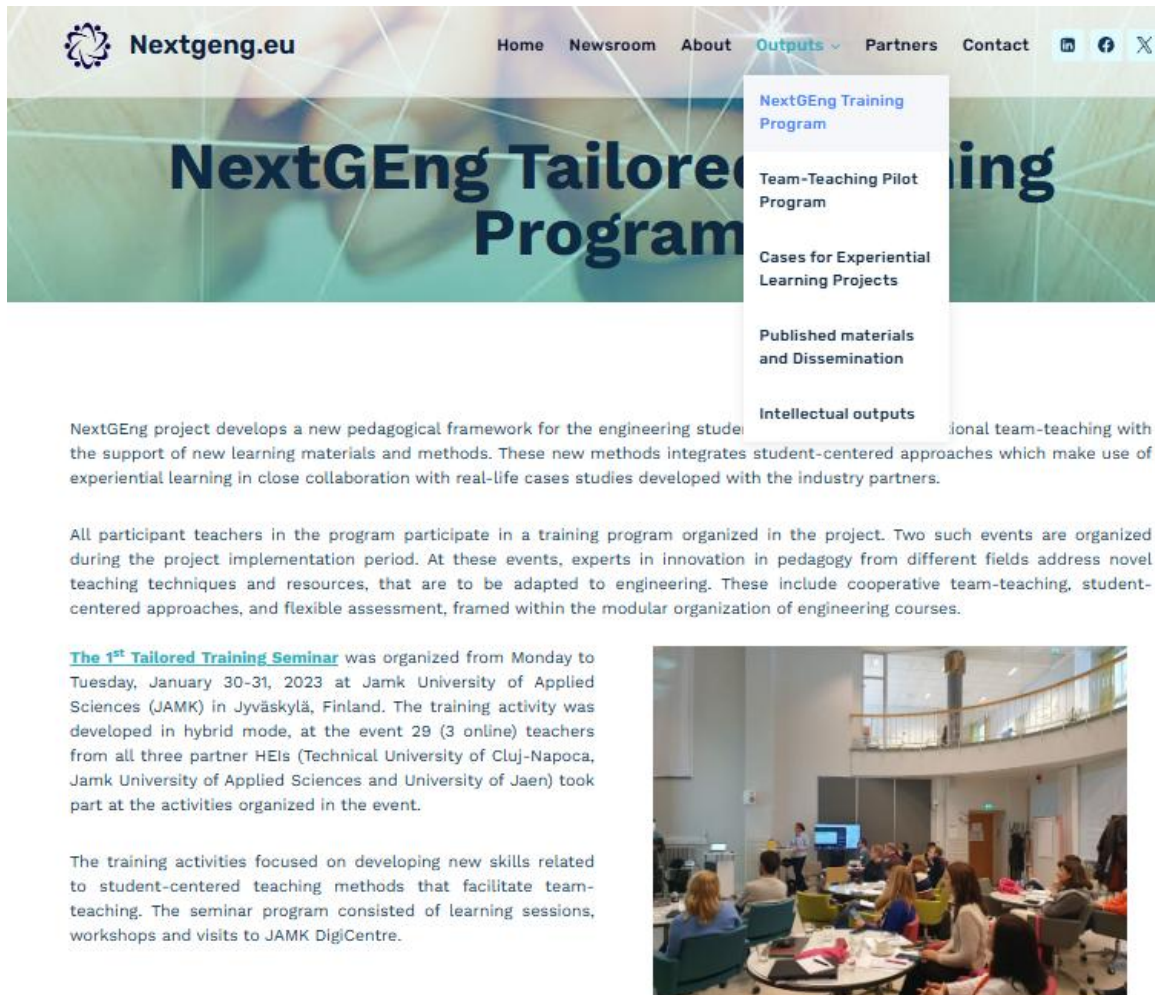 Nextgeng.eu
Home Newsroom About Outputs Partners Contact
NextGEng Training
Program
Team-Teaching Pilot
Program
Cases for Experiential
Learning Projects
Published materials
and Dissemination
Intellectual outputs
NextGEng
Program
NextGEng project develops a new pedagogical framework for the engineering team-teaching with
the support of new learning materials and methods. These new methods integrates student-centered approaches which make use of
experiential learning in close collaboration with real-life cases studies developed with the industry partners.
All participant teachers in the program participate in a training program organized in the project. Two such events are organized
during the project implementation period. At these events, experts in innovation in pedagogy from different fields address novel
teaching techniques and resources, that are to be adapted to engineering. These include cooperative team-teaching, student-
centered approaches, and flexible assessment, framed within the modular organization of engineering courses.
The 1st Tailored Training Seminar was organized from Monday to
Tuesday, January 30-31, 2023 at Jamk University of Applied
Sciences (JAMK) in Jyväskylä, Finland. The training activity was
developed in hybrid mode, at the event 29 (3 online) teachers
from all three partner HEIs (Technical University of Cluj-Napoca,
Jamk University of Applied Sciences and University of Jaen) took
part at the activities organized in the event.
The training activities focused on developing new skills related
to student-centered teaching methods that facilitate team-
teaching. The seminar program consisted of learning sessions,
workshops and visits to JAMK DigiCentre.